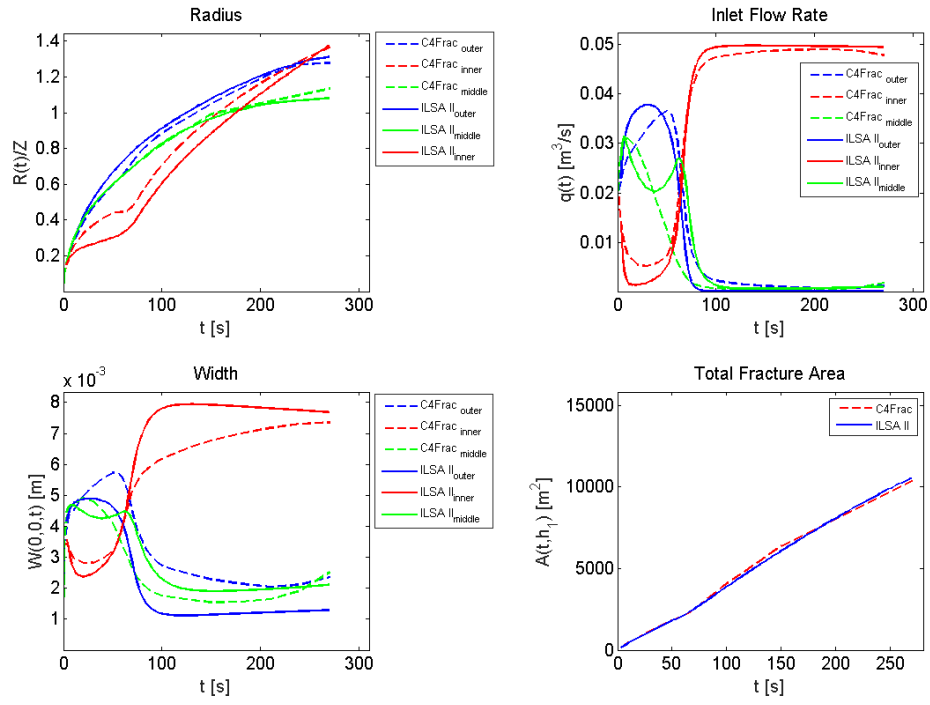 Radius
R(t)/Z
1.4
1.2
1
0.8
0.6
0.4
0.2
0
100
200
300
t [s]
C4Frac outer
C4Frac inner
C4Frac middle
ILSA II outer
ILSA II middle
ILSA II inner
Inlet Flow Rate
q(t) [m³/s]
0.05
0.04
0.03
0.02
0.01
0
100
200
300
t [s]
C4Frac outer
C4Frac inner
C4Frac middle
ILSA II outer
ILSA II inner
ILSA II middle
Width
x 10⁻³
W(0,0,t) [m]
8
7
6
5
4
3
2
1
0
100
200
300
t [s]
C4Frac outer
C4Frac inner
C4Frac middle
ILSA II outer
ILSA II inner
ILSA II middle
Total Fracture Area
A(t,h₁) [m²]
15000
10000
5000
0
0
50
100
150
200
250
t [s]
C4Frac
ILSA II